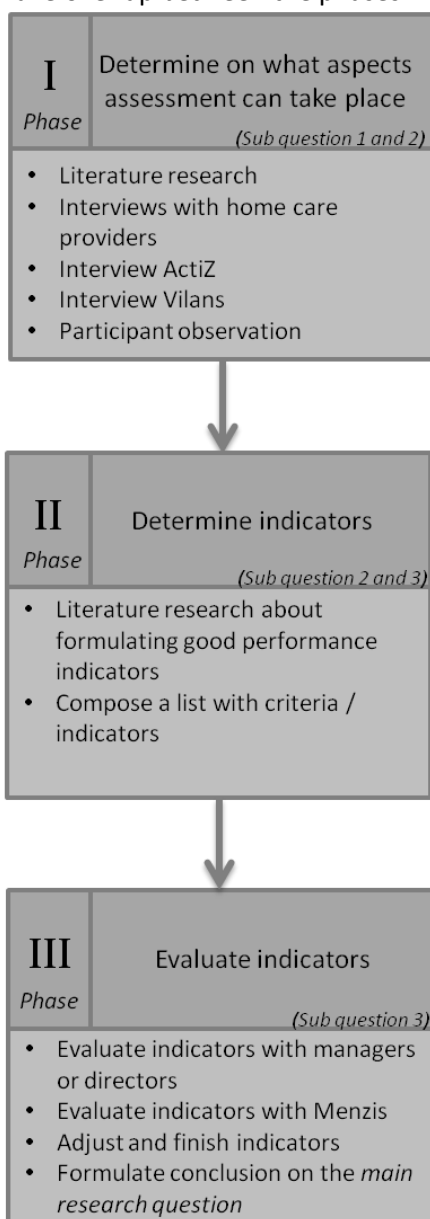 I
Phase
Determine on what aspects
assessment can take place
(Sub question 1 and 2)
• Literature research
• Interviews with home care
providers
• Interview ActiZ
• Interview Vilans
• Participant observation
II
Phase
Determine indicators
(Sub question 2 and 3)
• Literature research about
formulating good performance
indicators
• Compose a list with criteria /
indicators
III
Phase
Evaluate indicators
(Sub question 3)
• Evaluate indicators with managers
or directors
• Evaluate indicators with Menzis
• Adjust and finish indicators
• Formulate conclusion on the main
research question